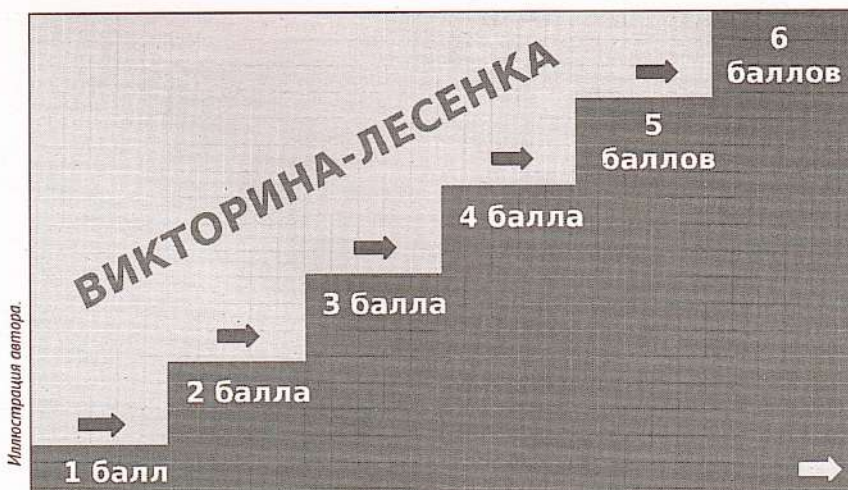 ВИКТОРИНА-ЛЕСЕНКА
1 балл
2 балла
3 балла
4 балла
5
баллов
6
баллов
Иллюстрация автора.